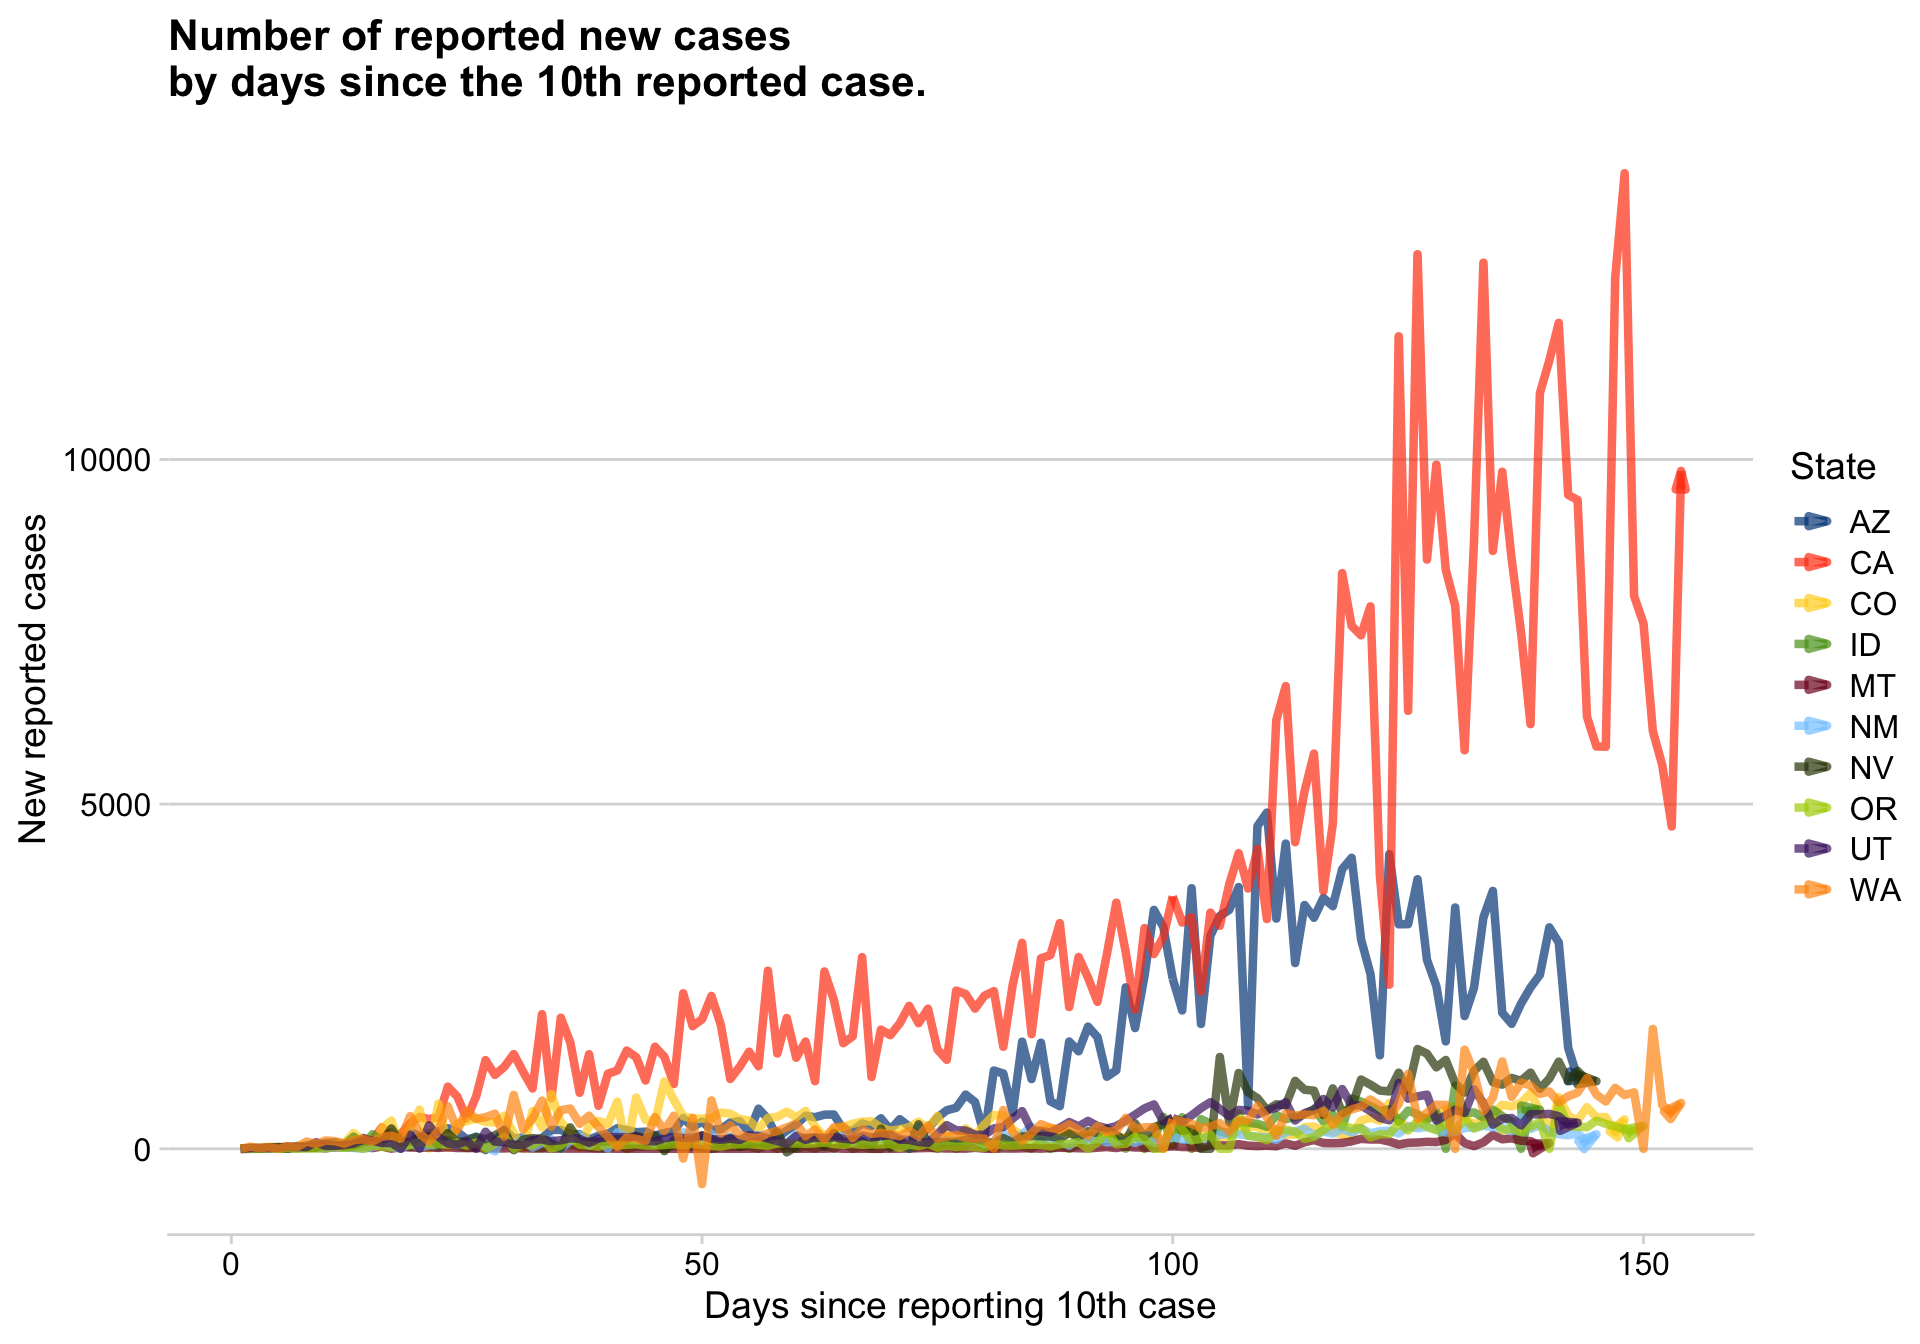 Number of reported new cases
by days since the 10th reported case.
10000
5000
0
New reported cases
0
50
100
150
Days since reporting 10th case
State
AZ
CA
CO
ID
MT
NM
NV
OR
UT
WA